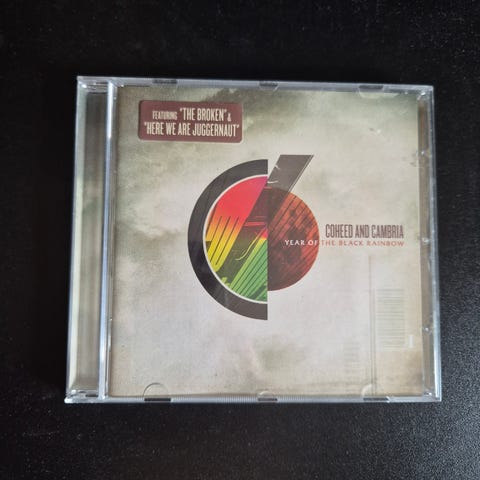 FEATURING "THE BROKEN" &
"HERE WE ARE JUGGERNAUT"
COHEED AND CAMBRIA
YEAR OF THE BLACK RAINBOW